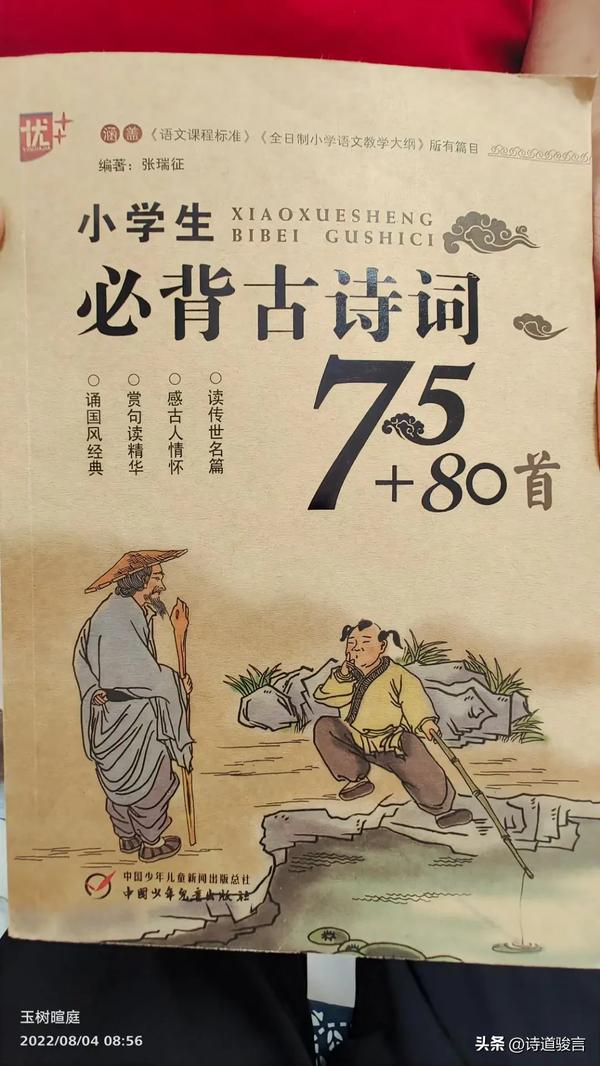 优++
涵盖《语文课程标准》《全日制小学语文教学大纲》所有篇目
编著：张瑞征
小学生
XIAOXUESHENG
BIBEI GUSHICI
必背古诗词
75
+80首
○读传世名篇
○感古人情怀
○赏句读精华
○诵国风经典
中国少年儿童新闻出版总社
中国少年儿童出版社
玉树暄庭
2022/08/04 08:56
头条 @诗道骏言